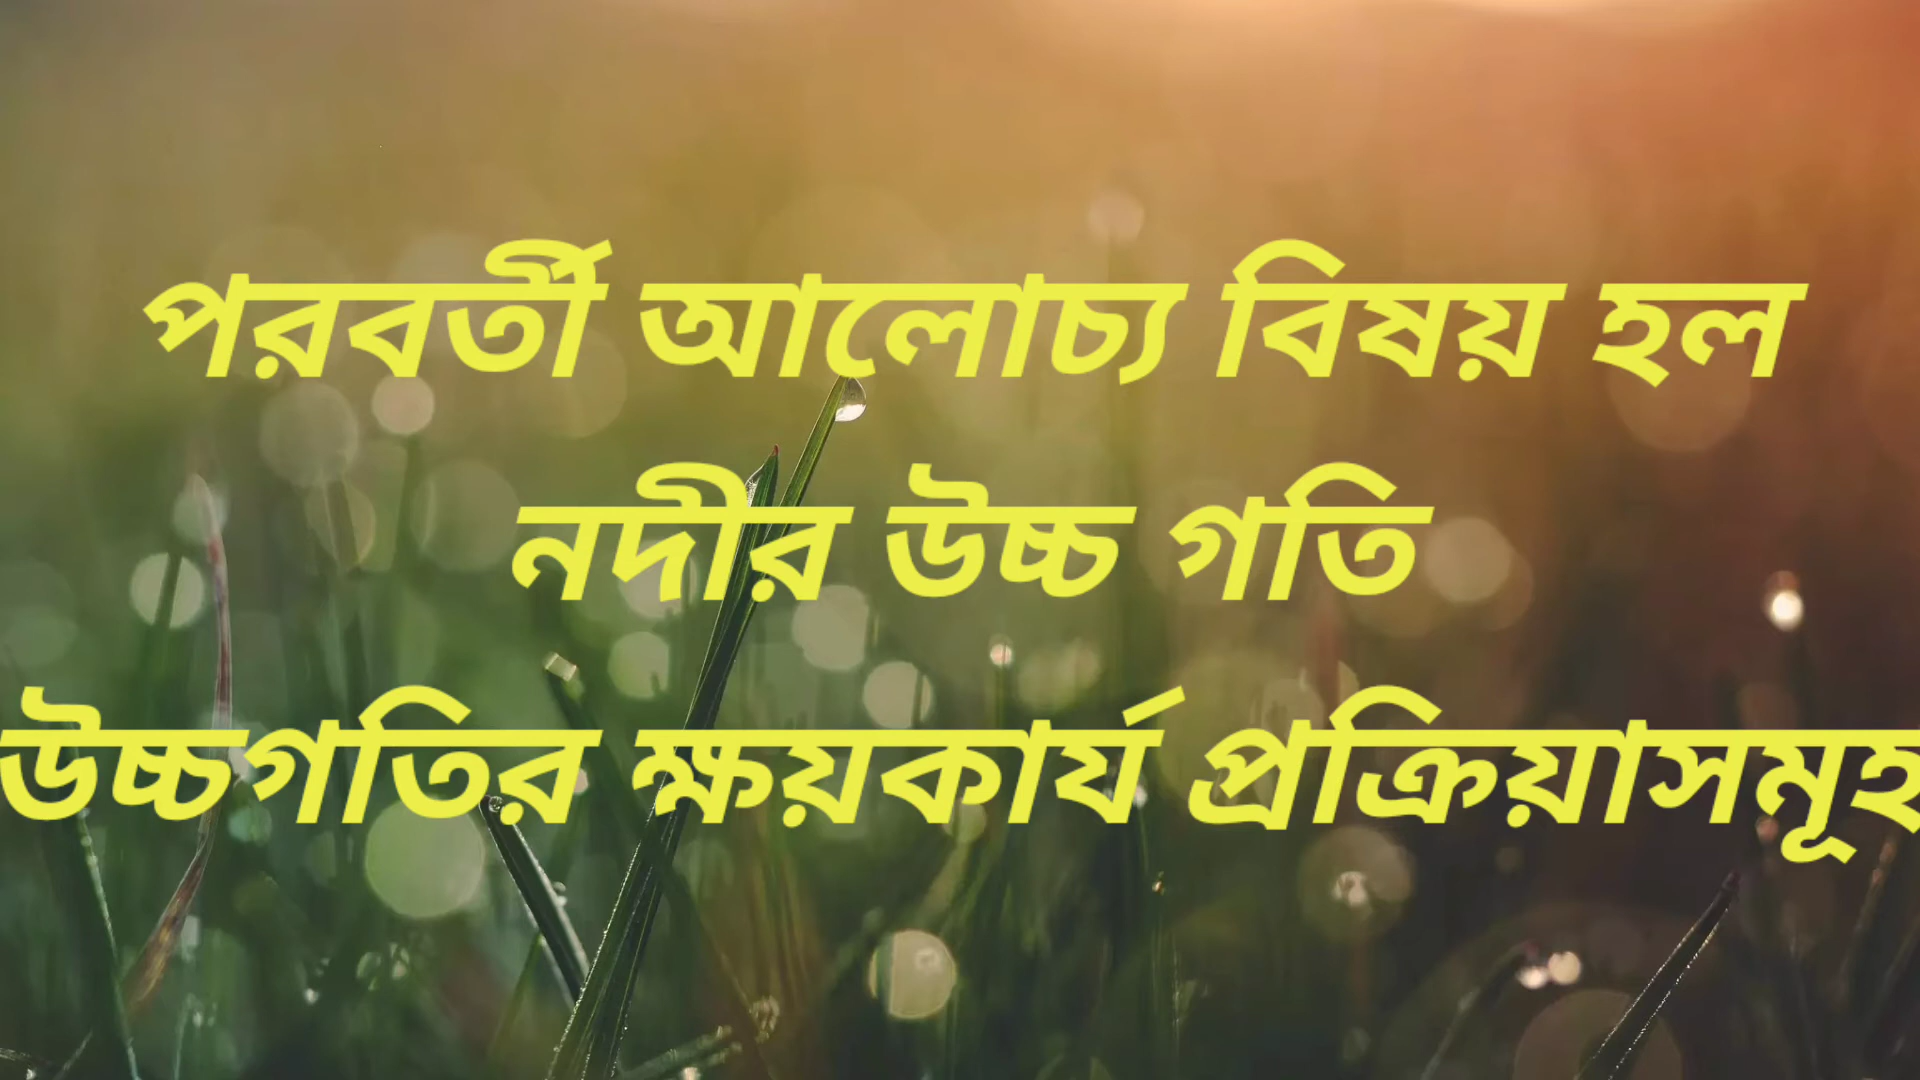 পরবর্তী আলোচ্য বিষয় হল
নদীর উচ্চ গতি
উচ্চগতির ক্ষয়কার্য প্রক্রিয়াসমূহ